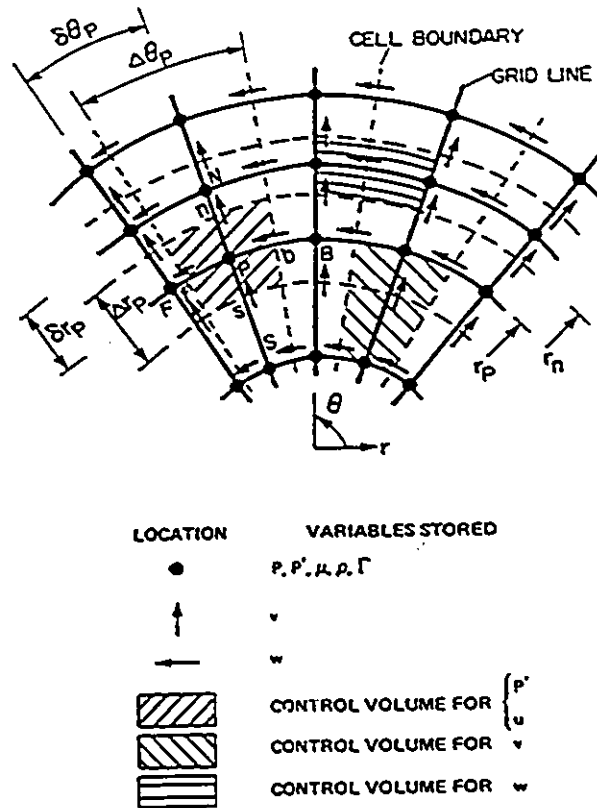 δθP
ΔθP
CELL BOUNDARY
GRID LINE
N
n
P
b
B
F
s
S
δrP
ΔrP
rP
rn
θ
r
LOCATION VARIABLES STORED
P, P', μ, ρ, Γ
v
w
CONTROL VOLUME FOR { P'
u
CONTROL VOLUME FOR v
CONTROL VOLUME FOR w